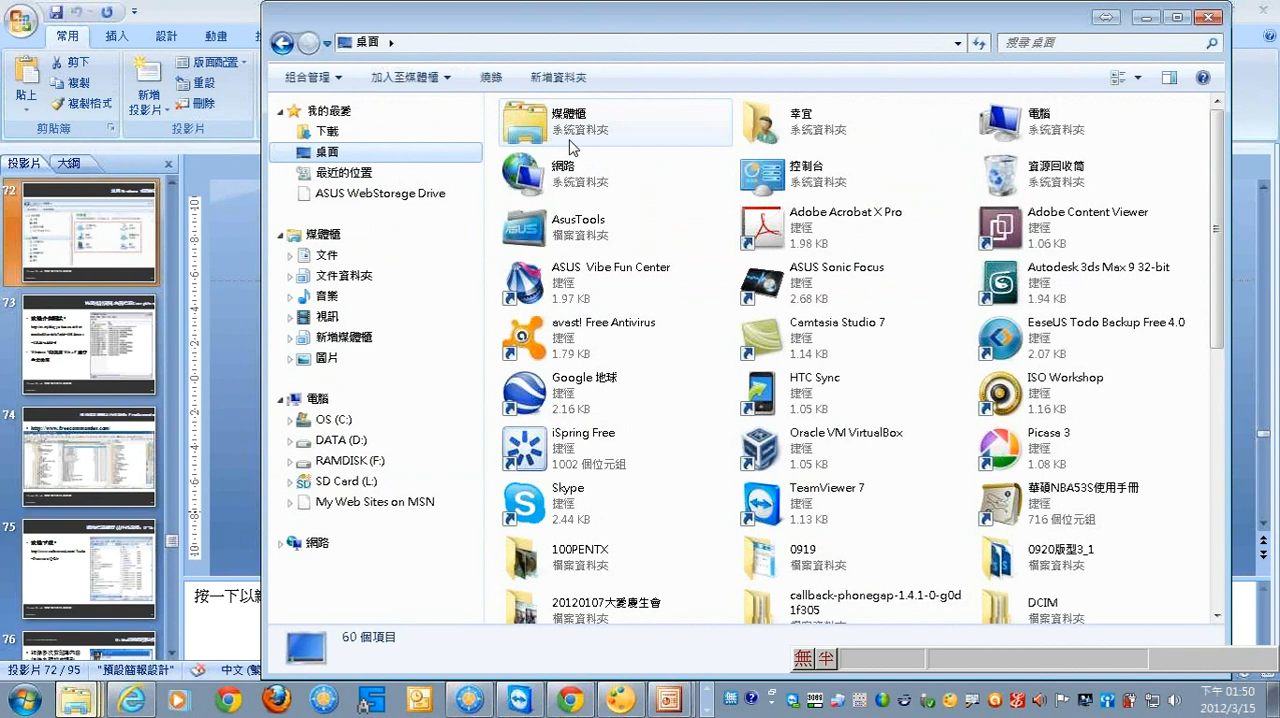 常用
插入
設計
動畫
剪下
版面配置
複製
重設
貼上
新增
投影片
複製格式
刪除
剪貼簿
投影片
桌面
搜尋 桌面
組合管理
加入至媒體櫃
燒錄
新增資料夾
投影片
大綱
72
73
74
http://www.freecommander.com/
75
76
按一下以新
投影片 72 / 95
"預設簡報設計"
中文 (繁
我的最愛
下載
桌面
最近的位置
ASUS WebStorage Drive
媒體櫃
文件
文件資料夾
音樂
視訊
新增媒體櫃
圖片
電腦
OS (C:)
DATA (D:)
RAMDISK (F:)
SD Card (L:)
My Web Sites on MSN
網路
媒體櫃
系統資料夾
幸宜
系統資料夾
電腦
系統資料夾
網路
系統資料夾
控制台
系統資料夾
資源回收筒
系統資料夾
AsusTools
檔案資料夾
Adobe Acrobat X Pro
捷徑
1.98 KB
Adobe Content Viewer
捷徑
1.06 KB
ASUS Vibe Fun Center
捷徑
1.97 KB
ASUS Sonic Focus
捷徑
2.68 KB
Autodesk 3ds Max 9 32-bit
捷徑
1.94 KB
avast! Free Antivirus
捷徑
1.79 KB
Camtasia Studio 7
捷徑
1.14 KB
EaseUS Todo Backup Free 4.0
捷徑
2.07 KB
Google 地球
捷徑
2.16 KB
HTC Sync
捷徑
1.05 KB
ISO Workshop
捷徑
1.16 KB
iSpring Free
捷徑
1002 個位元組
Oracle VM VirtualBox
捷徑
1.05 KB
Picasa 3
捷徑
1.08 KB
Skype
捷徑
2.44 KB
TeamViewer 7
捷徑
1.13 KB
華碩NBA53S使用手冊
捷徑
716 個位元組
100PENTX
檔案資料夾
0919
檔案資料夾
0920版型3_1
檔案資料夾
20120107大愛慶生會
檔案資料夾
callback-phonegap-1.4.1-0-g0d
1f305
DCIM
檔案資料夾
60 個項目
無 半
下午 01:50
2012/3/15